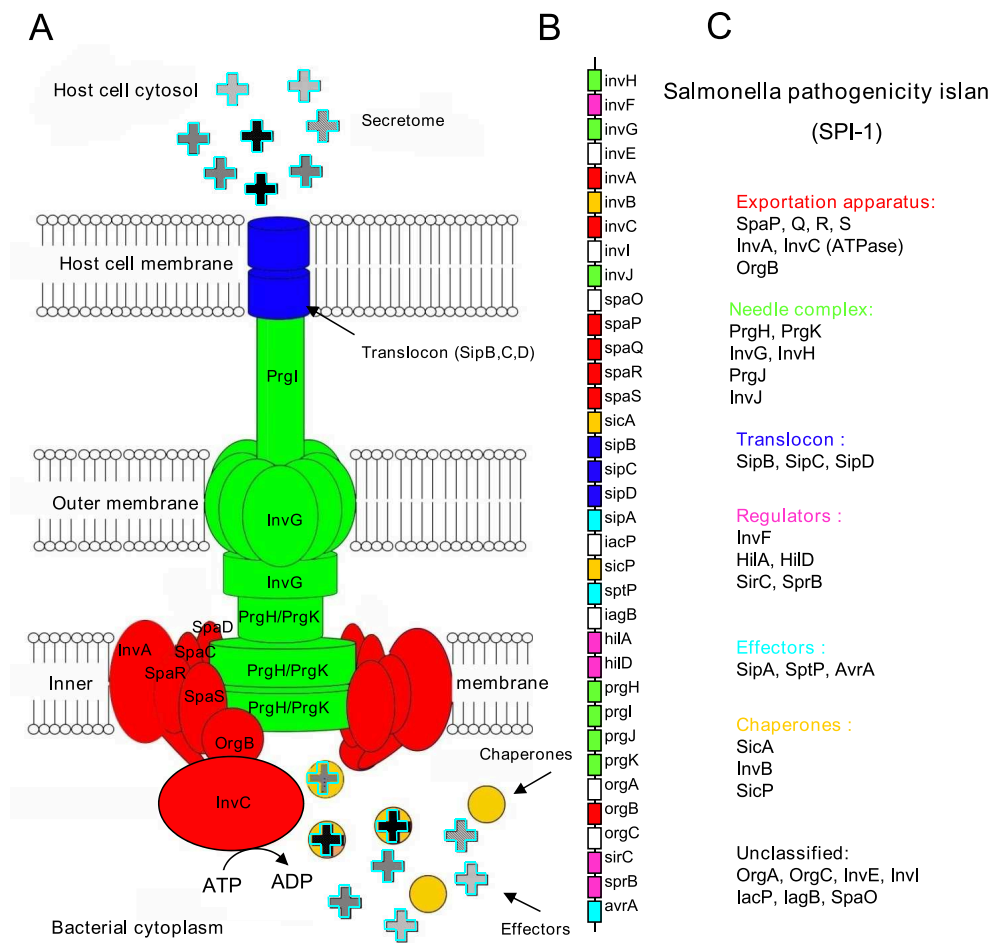 A
B
C
Host cell cytosol
Secretome
Host cell membrane
Translocon (SipB,C,D)
PrgI
Outer membrane
InvG
InvG
PrgH/PrgK
SpaD
InvA
SpaC
SpaR
PrgH/PrgK
Inner
membrane
SpaS
PrgH/PrgK
OrgB
Chaperones
InvC
ATP
ADP
Bacterial cytoplasm
Effectors
invH
invF
invG
invE
invA
invB
invC
invI
invJ
spaO
spaP
spaQ
spaR
spaS
sicA
sipB
sipC
sipD
sipA
iacP
sicP
sptP
iagB
hilA
hilD
prgH
prgI
prgJ
prgK
orgA
orgB
orgC
sirC
sprB
avrA
Salmonella pathogenicity islan
(SPI-1)
Exportation apparatus:
SpaP, Q, R, S
InvA, InvC (ATPase)
OrgB
Needle complex:
PrgH, PrgK
InvG, InvH
PrgJ
InvJ
Translocon :
SipB, SipC, SipD
Regulators :
InvF
HilA, HilD
SirC, SprB
Effectors :
SipA, SptP, AvrA
Chaperones :
SicA
InvB
SicP
Unclassified:
OrgA, OrgC, InvE, InvI
IacP, IagB, SpaO